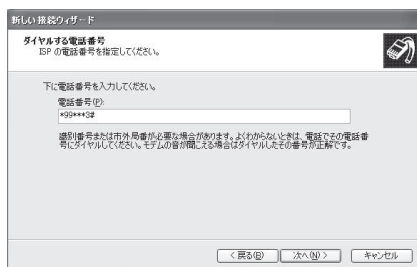 新しい接続ウィザード
ダイヤルする電話番号
ISP の電話番号を指定してください。
下に電話番号を入力してください。
電話番号(P):
*99***3#
識別番号または市外局番が必要な場合があります。よくわからないときは、電話でその電話番
号にダイヤルしてください。モデムの音が聞こえる場合はダイヤルしたその番号が正解です。
< 戻る(B)
次へ(N) >
キャンセル